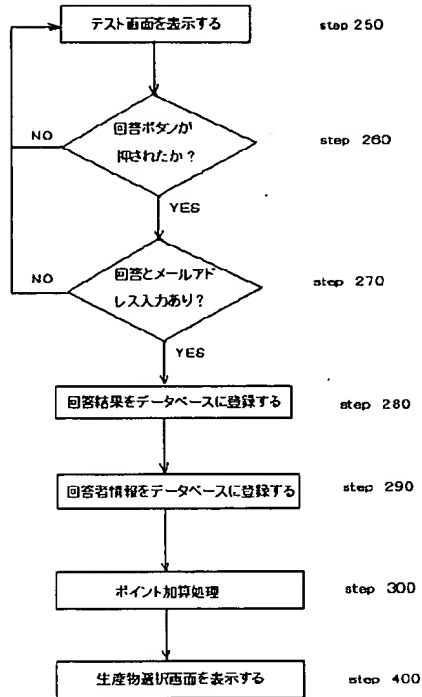 テスト画面を表示する
step 250
回答ボタンが
押されたか?
step 260
NO
YES
回答とメールアド
レス入力あり?
step 270
NO
YES
回答結果をデータベースに登録する
step 280
回答者情報をデータベースに登録する
step 290
ポイント加算処理
step 300
生産物選択画面を表示する
step 400